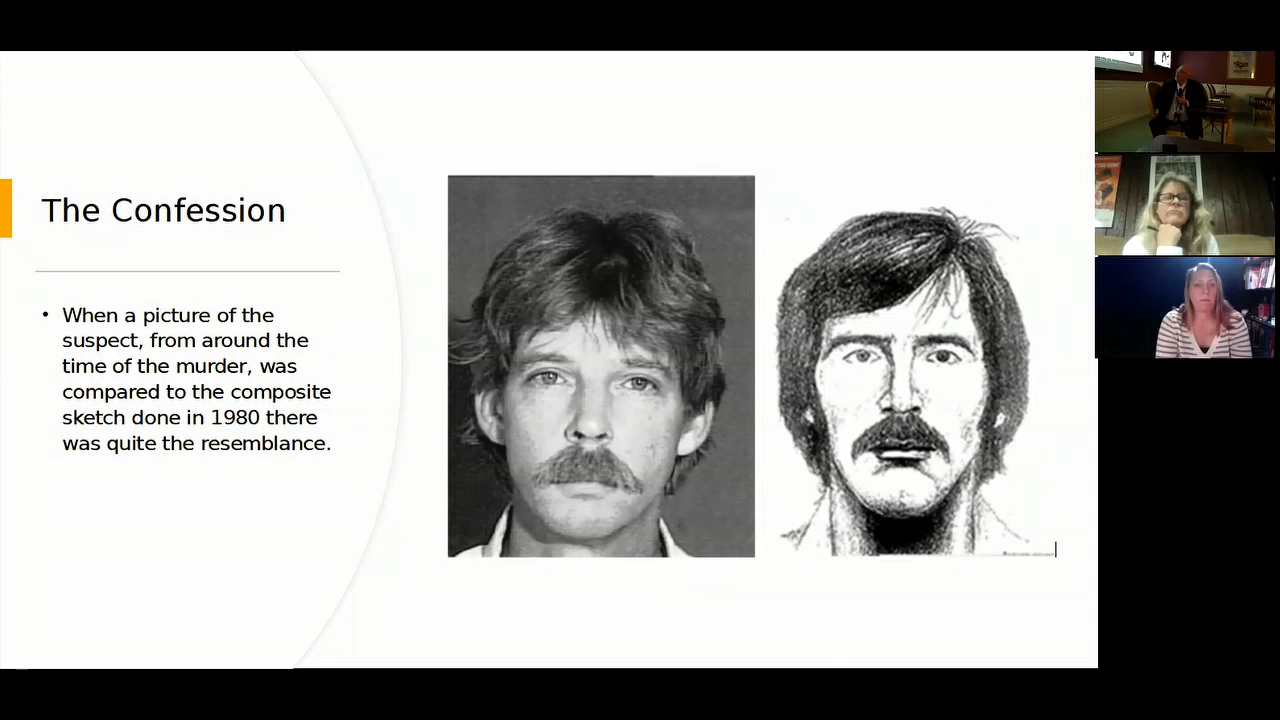 The Confession
• When a picture of the
suspect, from around the
time of the murder, was
compared to the composite
sketch done in 1980 there
was quite the resemblance.